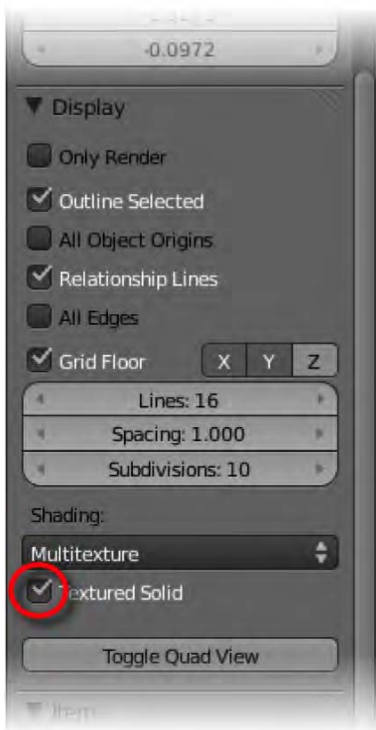 -0.0972
Display
Only Render
Outline Selected
All Object Origins
Relationship Lines
All Edges
Grid Floor X Y Z
Lines: 16
Spacing: 1.000
Subdivisions: 10
Shading:
Multitexture
Textured Solid
Toggle Quad View
Item